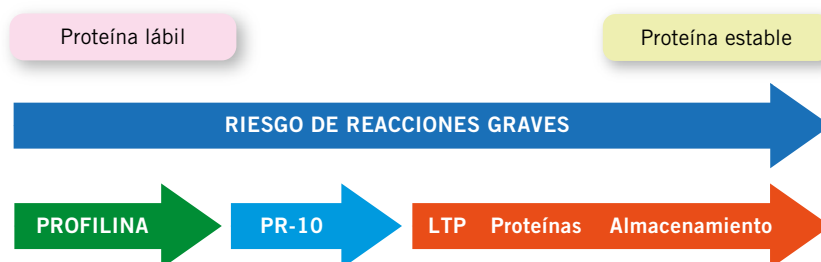 Proteína lábil
Proteína estable
RIESGO DE REACCIONES GRAVES
PROFILINA
PR-10
LTP Proteínas Almacenamiento